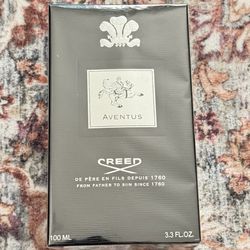 AVENTUS
CREED
DE PÈRE EN FILS DEPUIS 1760
FROM FATHER TO SON SINCE 1760
100 ML 3.3 FL.OZ.